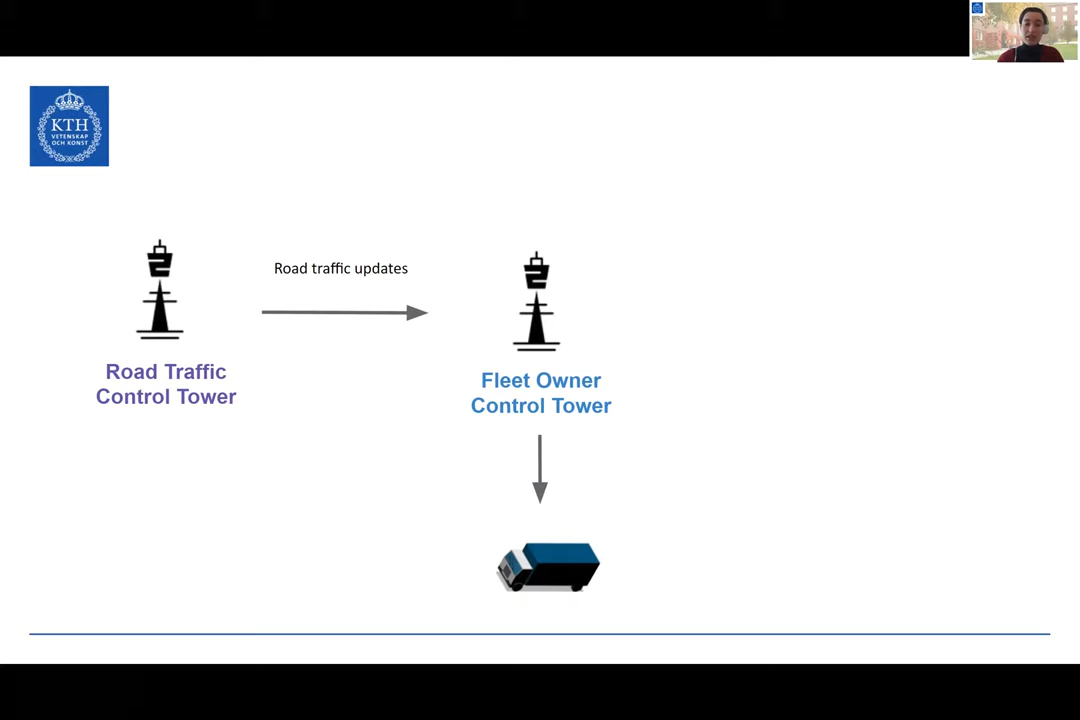 KTH
VETENSKAP
OCH KONST
Road traffic updates
Road Traffic
Control Tower
Fleet Owner
Control Tower